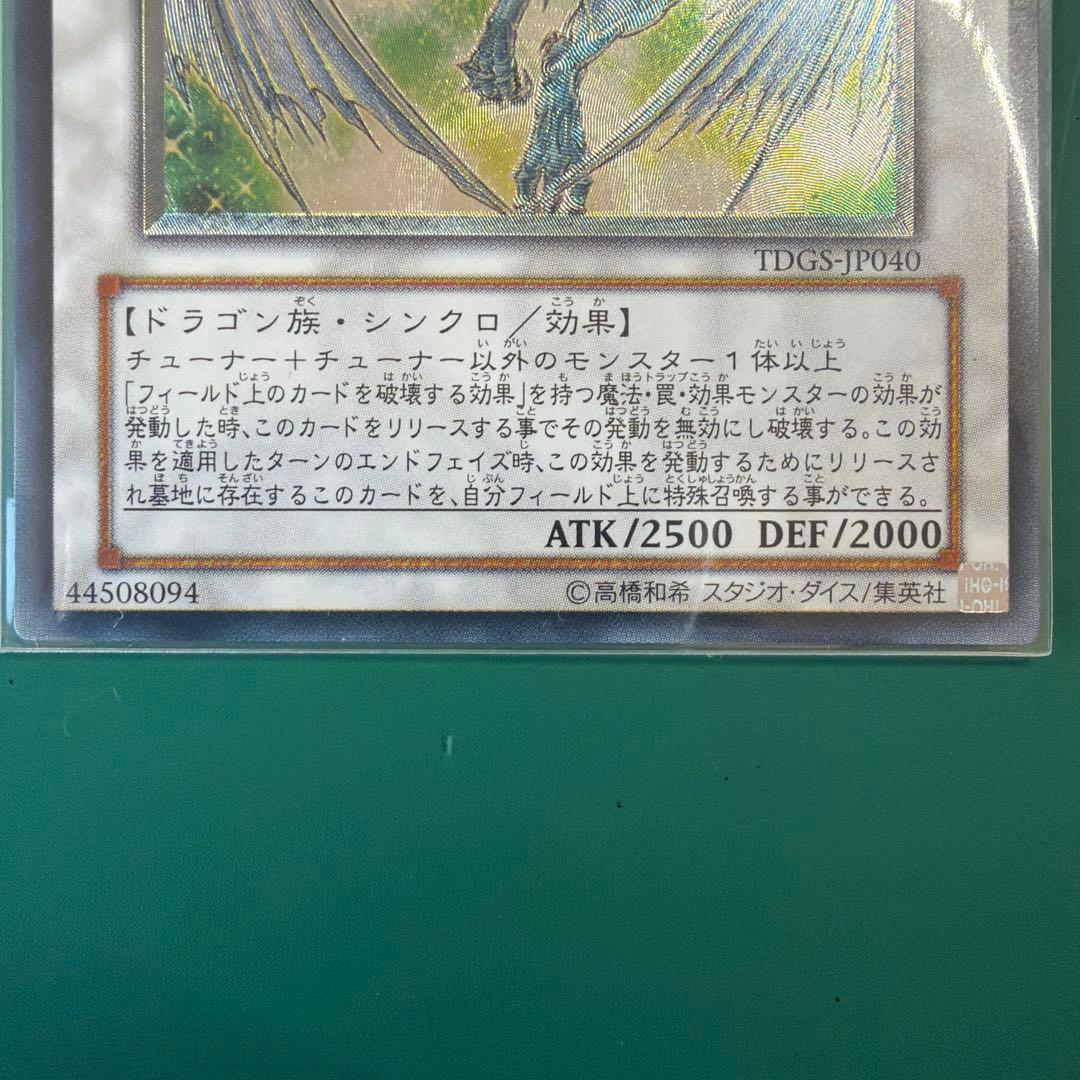 TDGS-JP040
【ドラゴン族・シンクロ／効果】
チューナー＋チューナー以外のモンスター１体以上
「フィールド上のカードを破壊する効果」を持つ魔法・罠・効果モンスターの効果が
発動した時、このカードをリリースする事でその発動を無効にし破壊する。この効
果を適用したターンのエンドフェイズ時、この効果を発動するためにリリースさ
れ墓地に存在するこのカードを、自分フィールド上に特殊召喚する事ができる。
ATK/2500 DEF/2000
44508094
©高橋和希 スタジオ・ダイス/集英社